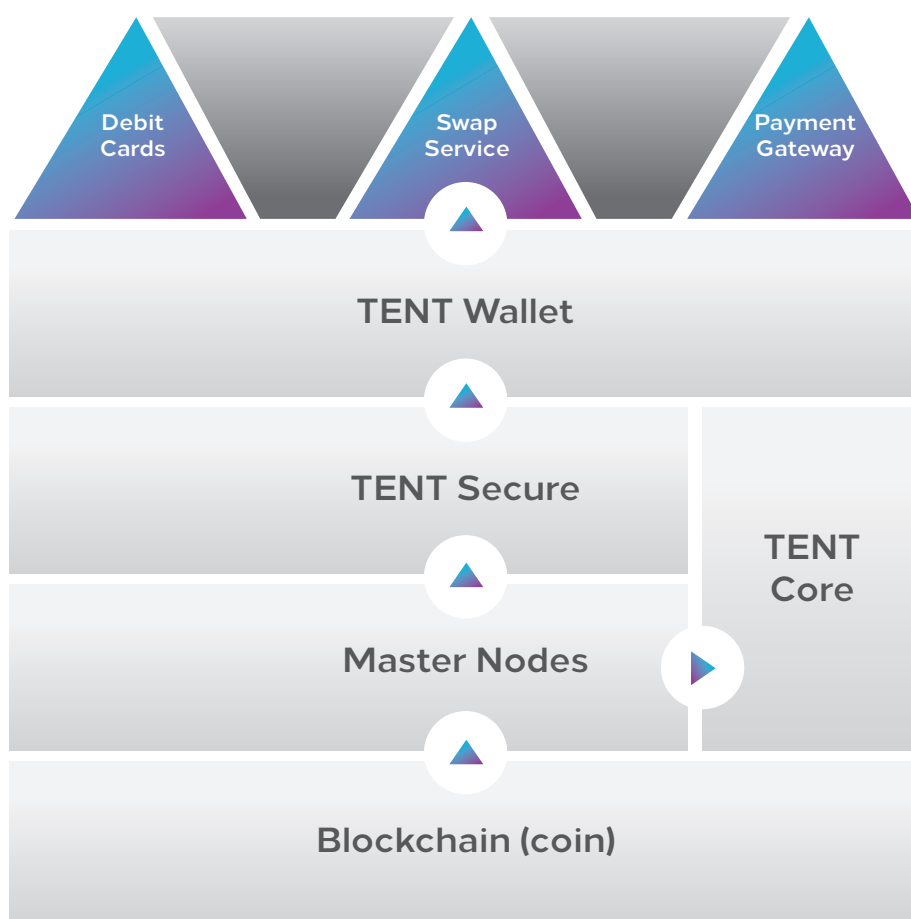 Debit
Cards
Swap
Service
Payment
Gateway
TENT Wallet
TENT Secure
TENT
Core
Master Nodes
Blockchain (coin)